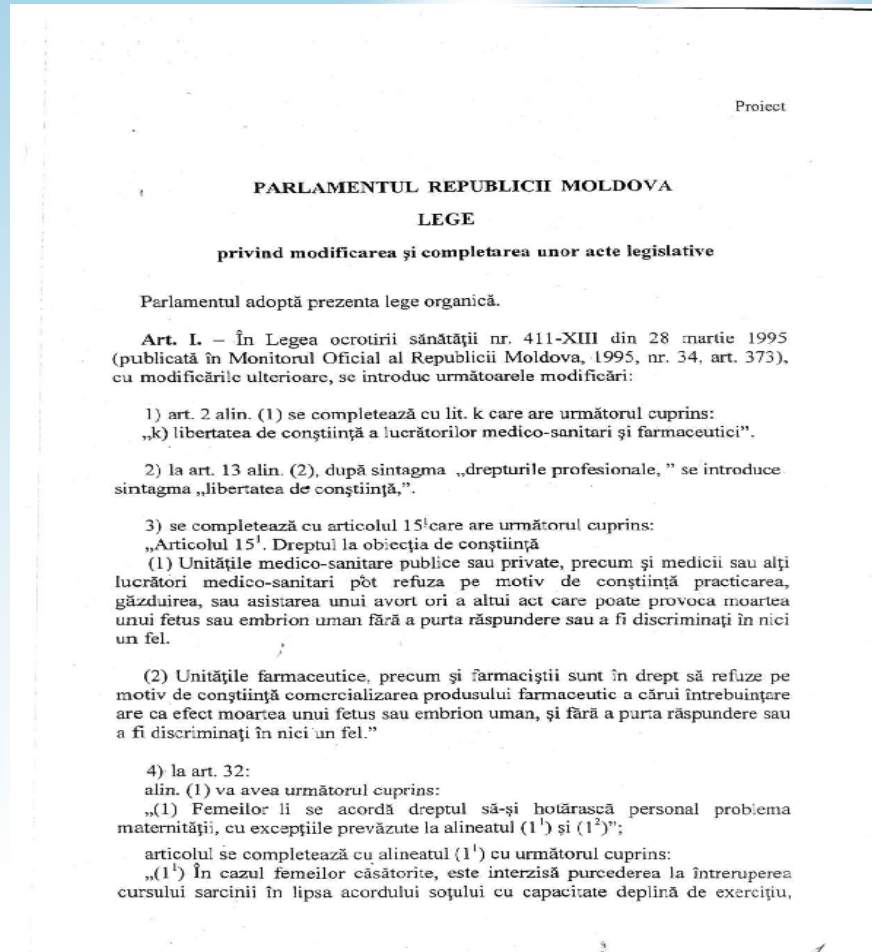 Proiect
PARLAMENTUL REPUBLICII MOLDOVA
LEGE
privind modificarea şi completarea unor acte legislative
Parlamentul adoptă prezenta lege organică.
Art. I. – În Legea ocrotirii sănătăţii nr. 411-XIII din 28 martie 1995
(publicată în Monitorul Oficial al Republicii Moldova, 1995, nr. 34, art. 373),
cu modificările ulterioare, se introduc următoarele modificări:
1) art. 2 alin. (1) se completează cu lit. k care are următorul cuprins:
„k) libertatea de conştiinţă a lucrătorilor medico-sanitari şi farmaceutici”.
2) la art. 13 alin. (2), după sintagma „drepturile profesionale, ” se introduce
sintagma „libertatea de conştiinţă,”.
3) se completează cu articolul 15¹care are următorul cuprins:
„Articolul 15¹. Dreptul la obiecţia de conştiinţă
(1) Unităţile medico-sanitare publice sau private, precum şi medicii sau alţi
lucrători medico-sanitari pot refuza pe motiv de conştiinţă practicarea,
găzduirea, sau asistarea unui avort ori a altui act care poate provoca moartea
unui fetus sau embrion uman fără a purta răspundere sau a fi discriminaţi în nici
un fel.
(2) Unităţile farmaceutice, precum şi farmaciştii sunt în drept să refuze pe
motiv de conştiinţă comercializarea produsului farmaceutic a cărui întrebuinţare
are ca efect moartea unui fetus sau embrion uman, şi fără a purta răspundere sau
a fi discriminaţi în nici un fel.”
4) la art. 32:
alin. (1) va avea următorul cuprins:
„(1) Femeilor li se acordă dreptul să-şi hotărască personal problema
maternităţii, cu excepţiile prevăzute la alineatul (1¹) şi (1²)”;
articolul se completează cu alineatul (1¹) cu următorul cuprins:
„(1¹) În cazul femeilor căsătorite, este interzisă purcederea la întreruperea
cursului sarcinii în lipsa acordului soţului cu capacitate deplină de exerciţiu,